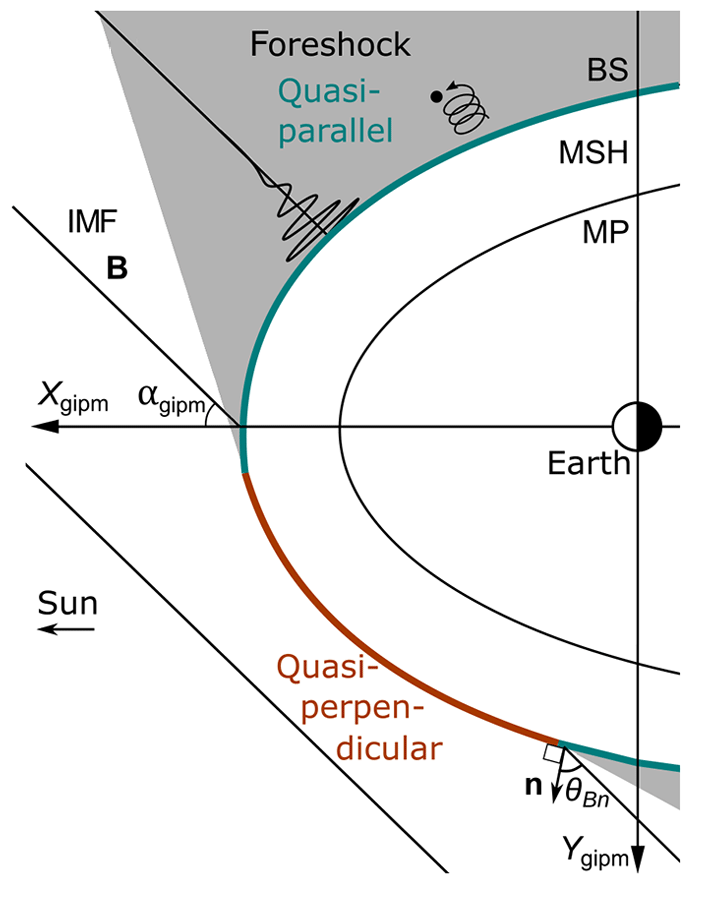 Foreshock
Quasi-
parallel
BS
MSH
MP
IMF
B
Xgipm
αgipm
Earth
Sun
Quasi-
perpen-
dicular
n
θBn
Ygipm